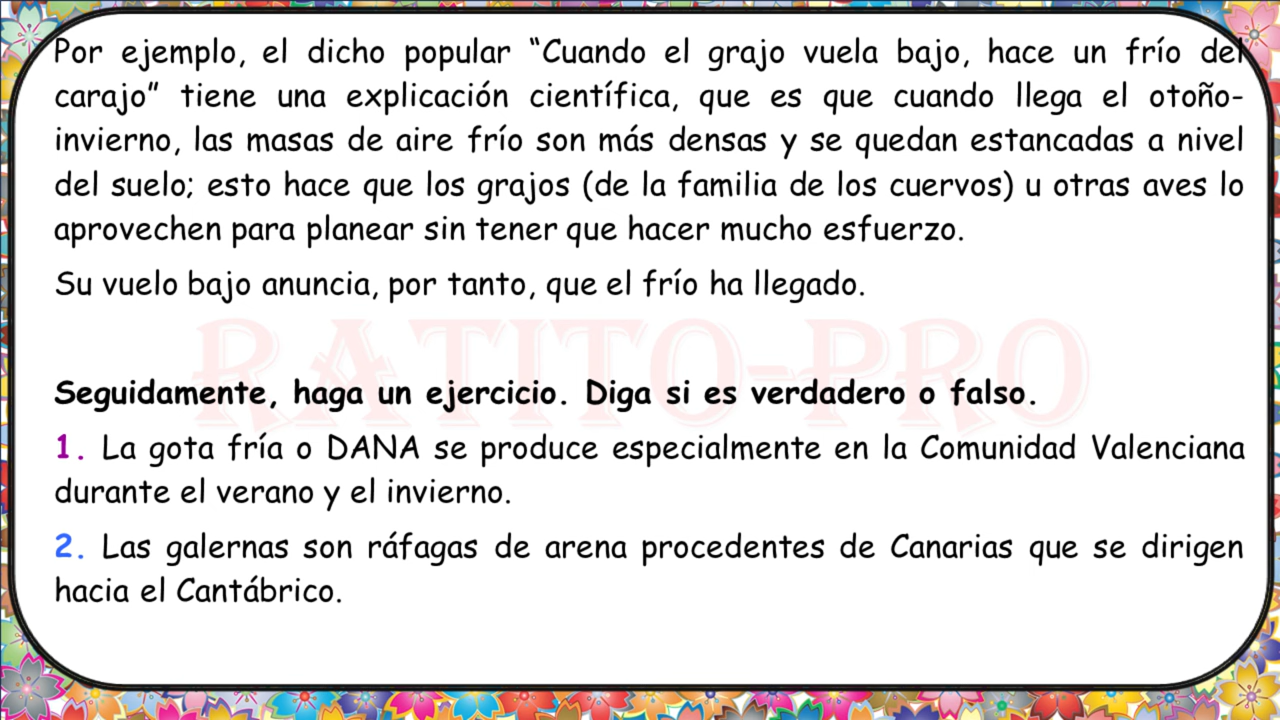 Por ejemplo, el dicho popular “Cuando el grajo vuela bajo, hace un frío del
carajo” tiene una explicación científica, que es que cuando llega el otoño-
invierno, las masas de aire frío son más densas y se quedan estancadas a nivel
del suelo; esto hace que los grajos (de la familia de los cuervos) u otras aves lo
aprovechen para planear sin tener que hacer mucho esfuerzo.
Su vuelo bajo anuncia, por tanto, que el frío ha llegado.
RATITO-PRO
Seguidamente, haga un ejercicio. Diga si es verdadero o falso.
1. La gota fría o DANA se produce especialmente en la Comunidad Valenciana
durante el verano y el invierno.
2. Las galernas son ráfagas de arena procedentes de Canarias que se dirigen
hacia el Cantábrico.